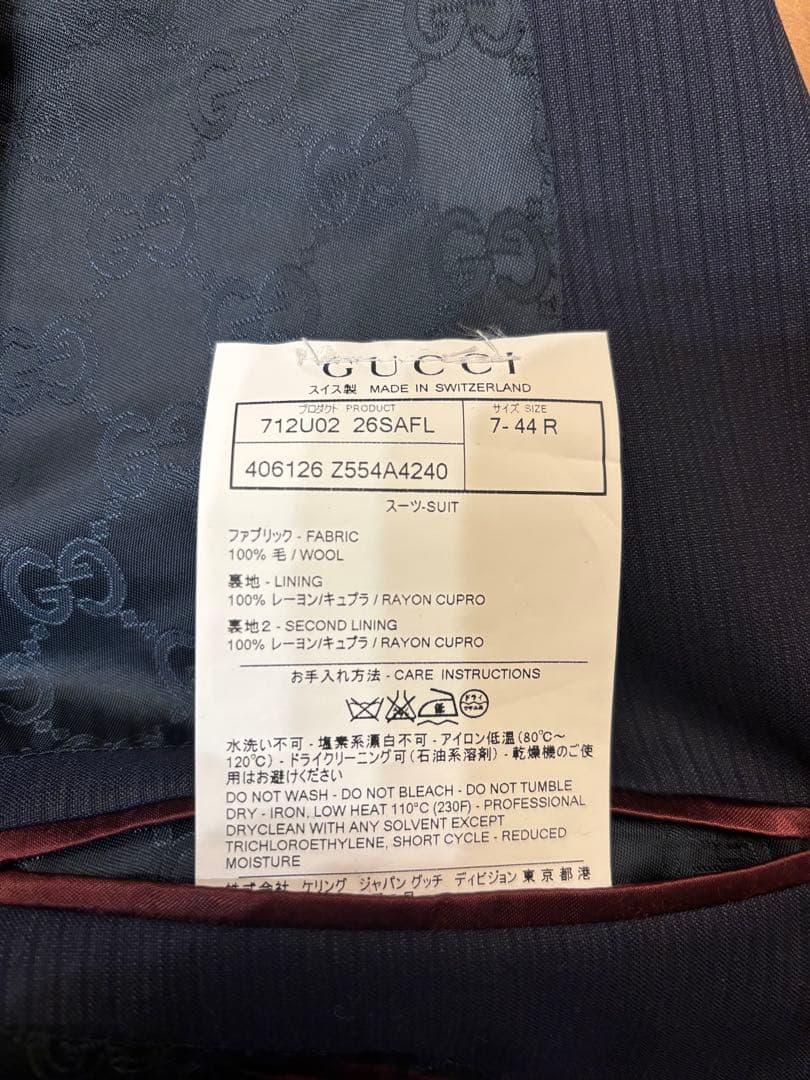 GUCCI
スイス製 MADE IN SWITZERLAND
プロダクト PRODUCT
712U02 26SAFL
406126 Z554A4240
サイズ SIZE
7- 44 R
スーツ-SUIT
ファブリック - FABRIC
100% 毛 / WOOL
裏地 - LINING
100% レーヨン/キュプラ / RAYON CUPRO
裏地2 - SECOND LINING
100% レーヨン/キュプラ / RAYON CUPRO
お手入れ方法 - CARE INSTRUCTIONS
水洗い不可 - 塩素系漂白不可 - アイロン低温(80℃~
120℃) - ドライクリーニング可(石油系溶剤) - 乾燥機のご使
用はお避けください
DO NOT WASH - DO NOT BLEACH - DO NOT TUMBLE
DRY - IRON, LOW HEAT 110°C (230F) - PROFESSIONAL
DRYCLEAN WITH ANY SOLVENT EXCEPT
TRICHLOROETHYLENE, SHORT CYCLE - REDUCED
MOISTURE
株式会社 ケリング ジャパン グッチ ディビジョン 東京都港